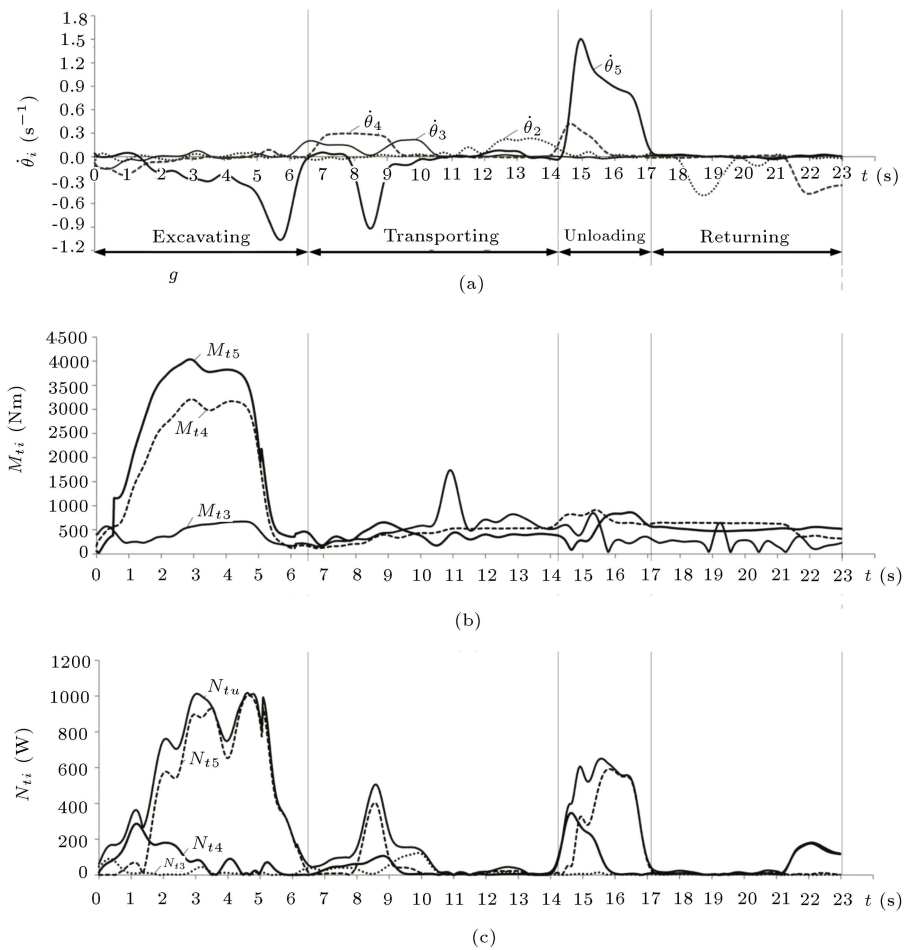 1.8
1.5
1.2
0.9
0.6
0.3
0.0
-0.3
-0.6
-0.9
-1.2
θ̇i (s−1)
θ̇5
θ̇4
θ̇3
θ̇2
0 1 2 3 4 5 6 7 8 9 10 11 12 13 14 15 16 17 18 19 20 21 22 23 t (s)
Excavating Transporting Unloading Returning
g
(a)
4500
4000
3500
3000
2500
2000
1500
1000
500
0
Mti (Nm)
Mt5
Mt4
Mt3
0 1 2 3 4 5 6 7 8 9 10 11 12 13 14 15 16 17 18 19 20 21 22 23 t (s)
(b)
1200
1000
800
600
400
200
0
Nti (W)
Ntu
Nt5
Nt4
Nt3
0 1 2 3 4 5 6 7 8 9 10 11 12 13 14 15 16 17 18 19 20 21 22 23 t (s)
(c)